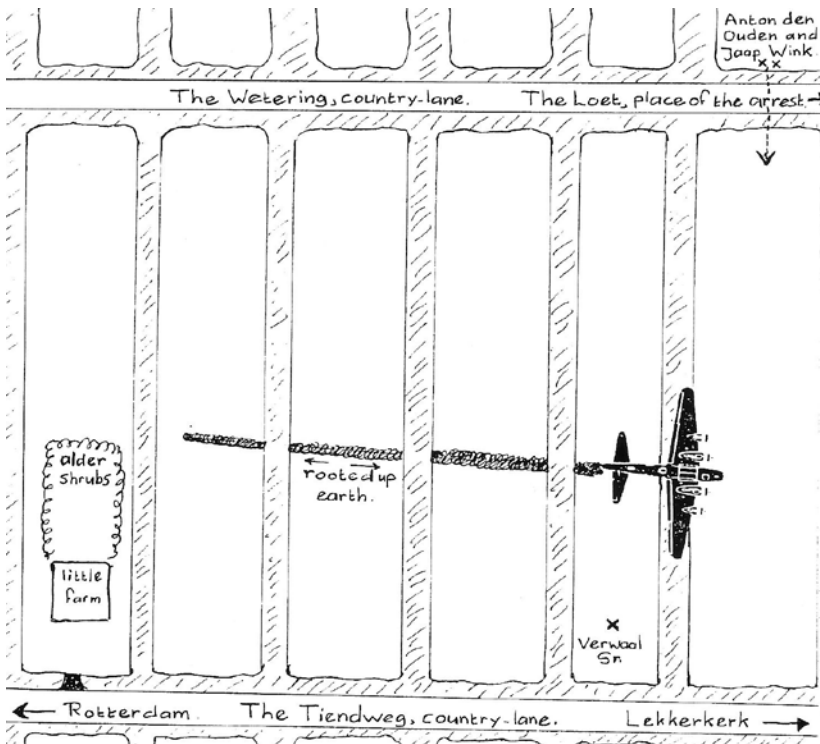 Anton den
Ouden and
Jaap Wink
The Wetering, country-lane.
The Loet, place of the arrest.
alder
shrubs
rooted up
earth.
little
farm
Verwaal
Sr.
Rotterdam.
The Tiendweg, country-lane.
Lekkerkerk